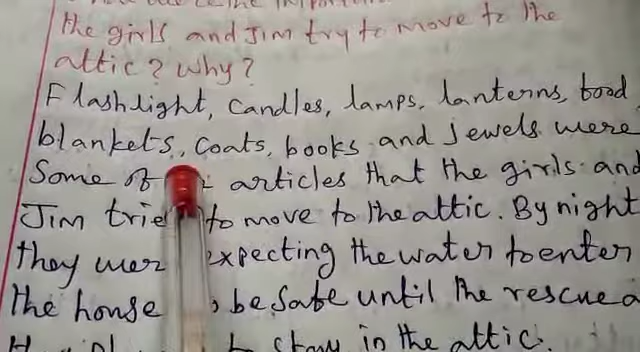 the girls and Jim try to move to the
attic? Why?
Flashlight, candles, lamps, lanterns, food
blankets, coats, books and jewels were
Some of articles that the girls and
Jim trie to move to the attic. By night
they wer expecting the water to enter
the house be safe until the rescue
stay in the attic.